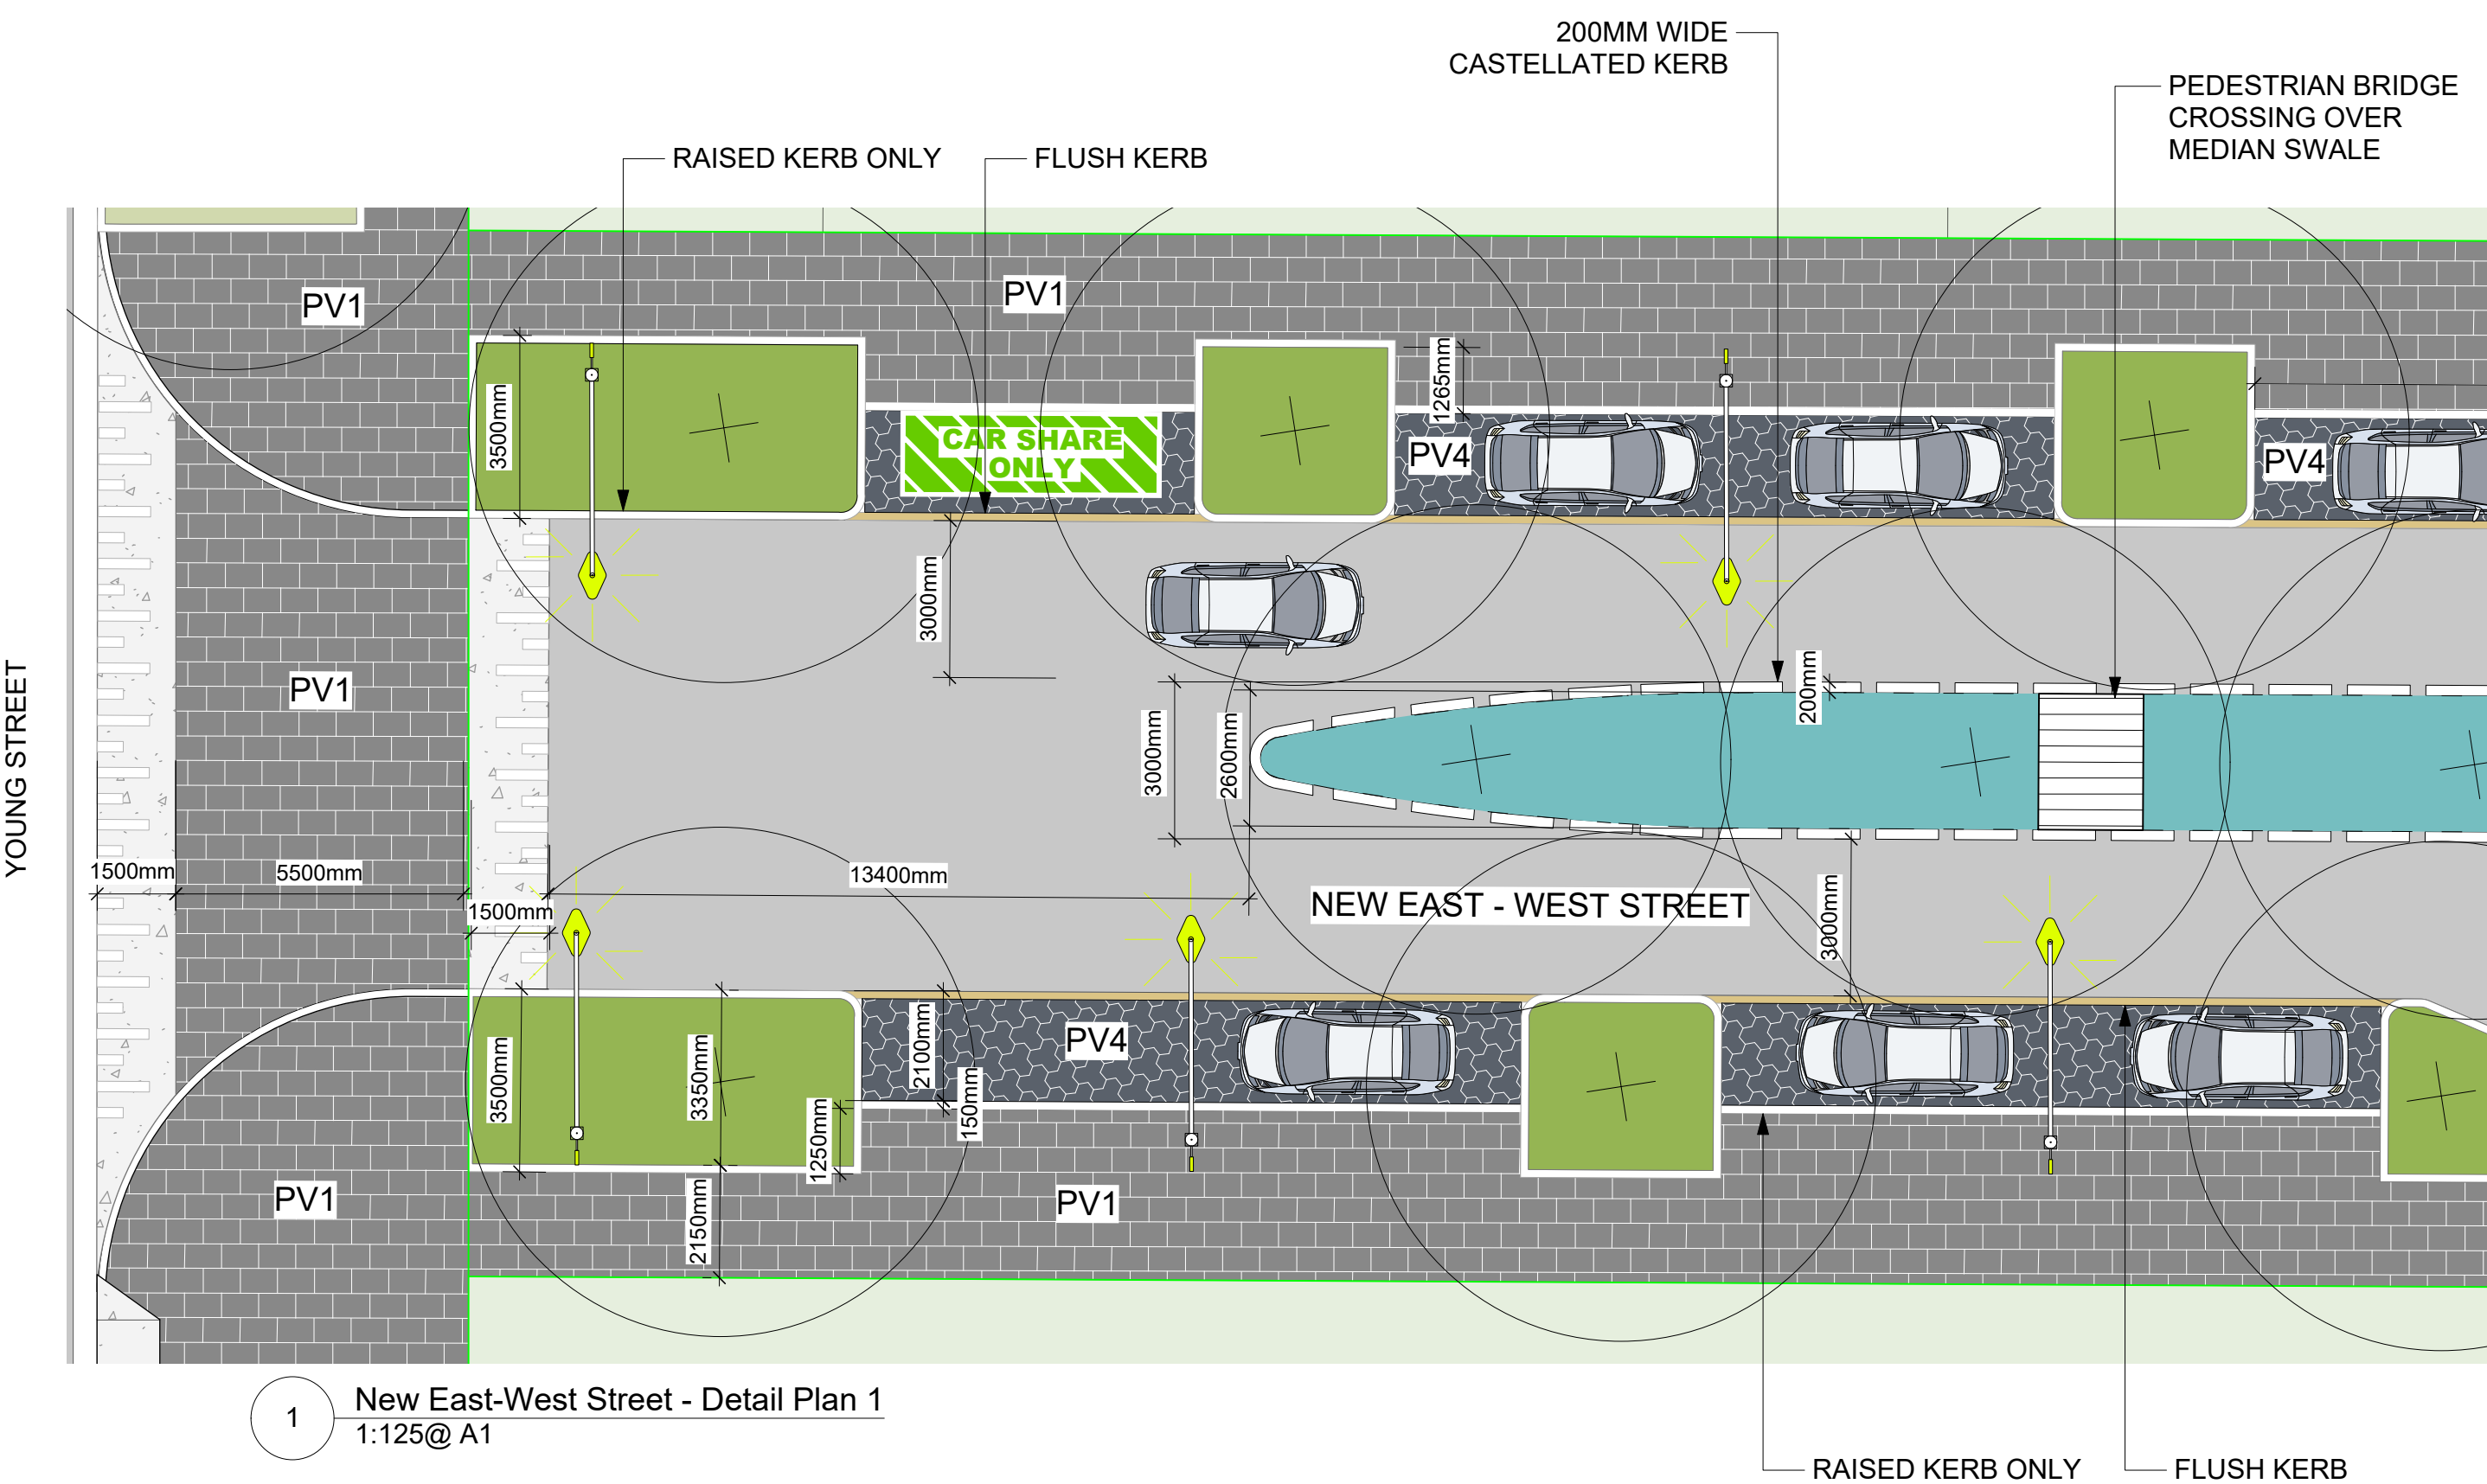 200MM WIDE
CASTELLATED KERB
PEDESTRIAN BRIDGE
CROSSING OVER
MEDIAN SWALE
RAISED KERB ONLY
FLUSH KERB
PV1
PV1
3500mm
CAR SHARE
ONLY
1265mm
PV4
PV4
3000mm
YOUNG STREET
PV1
3000mm
2600mm
200mm
1500mm
5500mm
13400mm
1500mm
NEW EAST - WEST STREET
3000mm
3500mm
3350mm
2100mm
150mm
PV4
1250mm
PV1
2150mm
PV1
1
New East-West Street - Detail Plan 1
1:125@ A1
RAISED KERB ONLY
FLUSH KERB